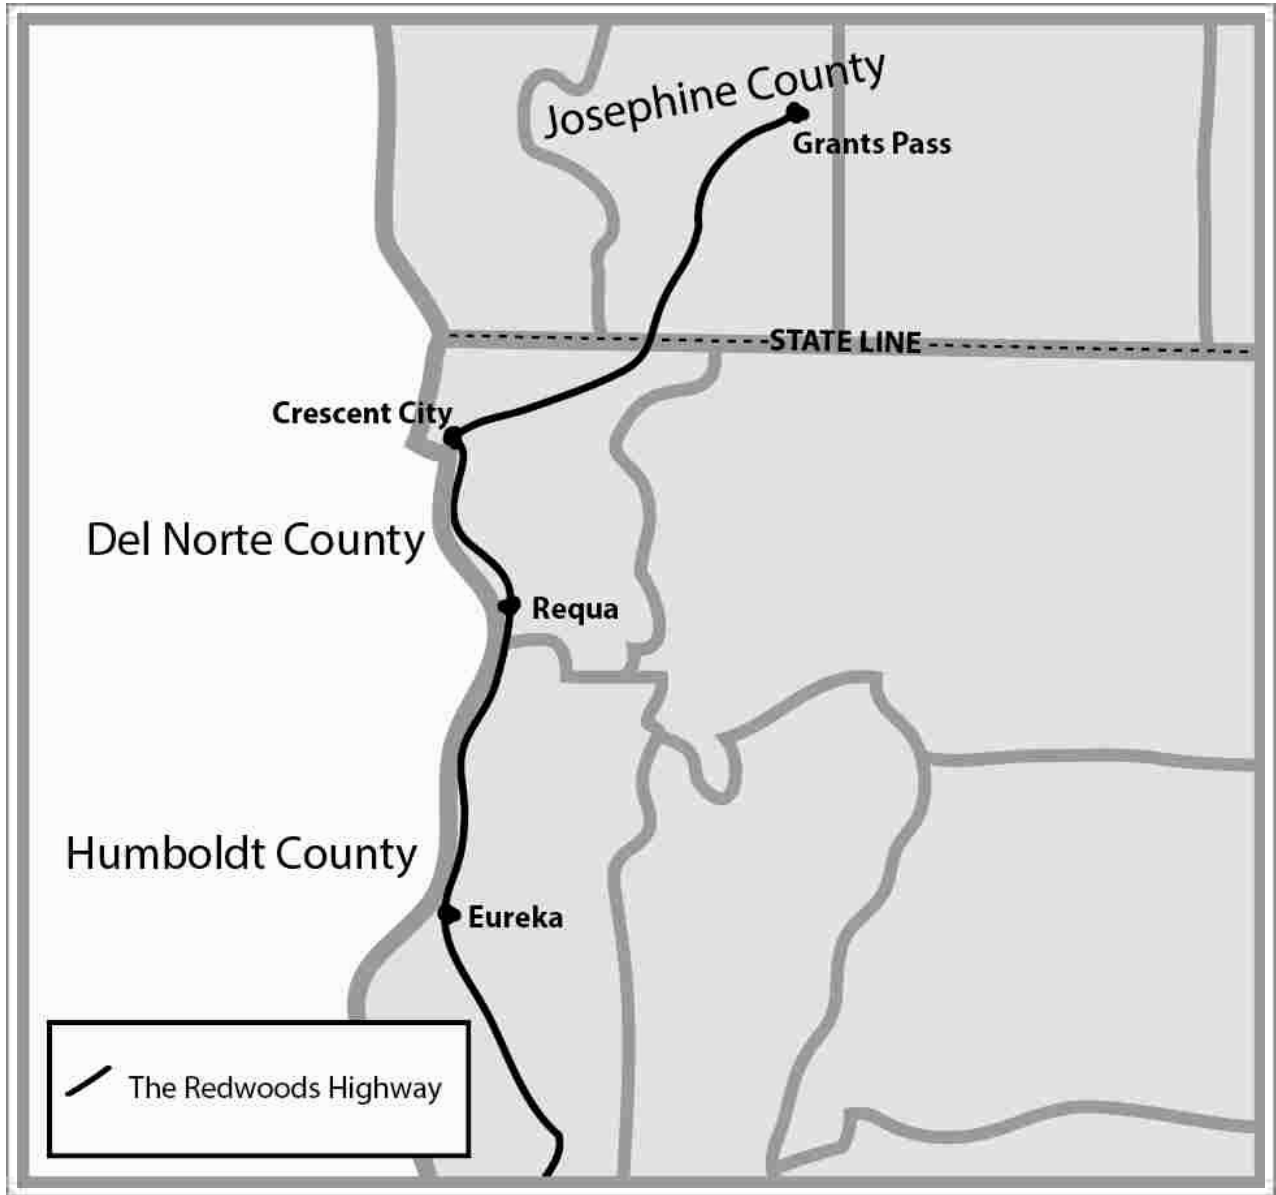 Josephine County
Grants Pass
STATE LINE
Crescent City
Del Norte County
Requa
Humboldt County
Eureka
The Redwoods Highway